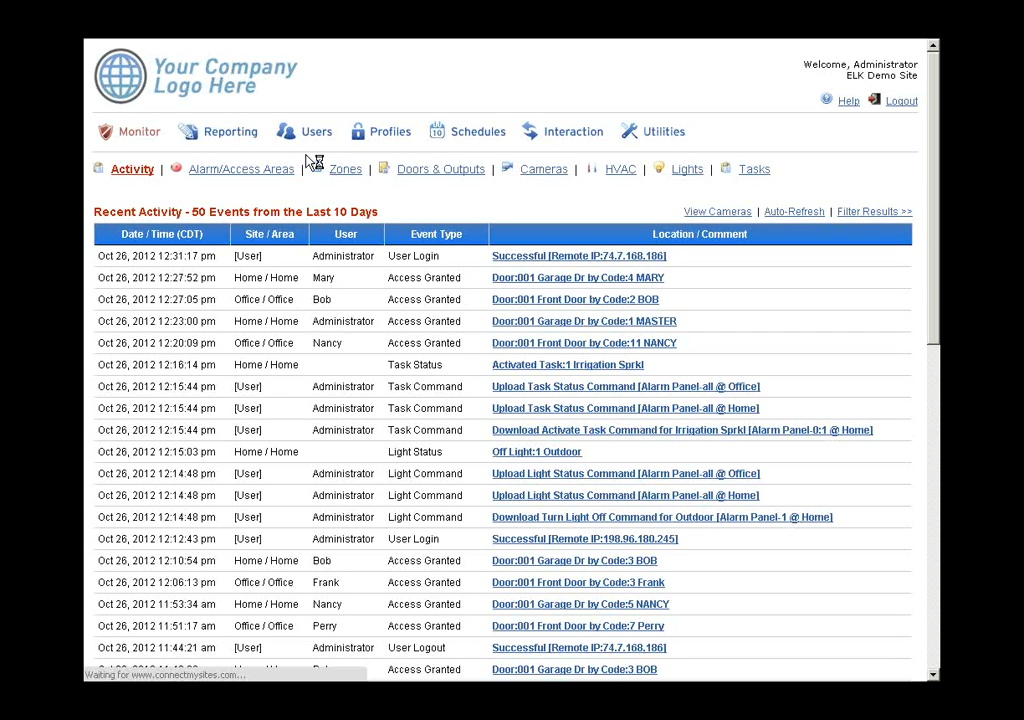 Your Company
Logo Here
Welcome, Administrator
ELK Demo Site
Help Logout
Monitor Reporting Users Profiles 10 Schedules Interaction Utilities
Activity | Alarm/Access Areas | Zones | Doors & Outputs | Cameras | HVAC | Lights | Tasks
Recent Activity - 50 Events from the Last 10 Days View Cameras | Auto-Refresh | Filter Results >>
Date / Time (CDT) Site / Area User Event Type Location / Comment
Oct 26, 2012 12:31:17 pm [User] Administrator User Login Successful [Remote IP:74.7.168.186]
Oct 26, 2012 12:27:52 pm Home / Home Mary Access Granted Door:001 Garage Dr by Code:4 MARY
Oct 26, 2012 12:27:05 pm Office / Office Bob Access Granted Door:001 Front Door by Code:2 BOB
Oct 26, 2012 12:23:00 pm Home / Home Administrator Access Granted Door:001 Garage Dr by Code:1 MASTER
Oct 26, 2012 12:20:09 pm Office / Office Nancy Access Granted Door:001 Front Door by Code:11 NANCY
Oct 26, 2012 12:16:14 pm Home / Home Task Status Activated Task:1 Irrigation Sprkl
Oct 26, 2012 12:15:44 pm [User] Administrator Task Command Upload Task Status Command [Alarm Panel-all @ Office]
Oct 26, 2012 12:15:44 pm [User] Administrator Task Command Upload Task Status Command [Alarm Panel-all @ Home]
Oct 26, 2012 12:15:44 pm [User] Administrator Task Command Download Activate Task Command for Irrigation Sprkl [Alarm Panel-0:1 @ Home]
Oct 26, 2012 12:15:03 pm Home / Home Light Status Off Light:1 Outdoor
Oct 26, 2012 12:14:48 pm [User] Administrator Light Command Upload Light Status Command [Alarm Panel-all @ Office]
Oct 26, 2012 12:14:48 pm [User] Administrator Light Command Upload Light Status Command [Alarm Panel-all @ Home]
Oct 26, 2012 12:14:48 pm [User] Administrator Light Command Download Turn Light Off Command for Outdoor [Alarm Panel-1 @ Home]
Oct 26, 2012 12:12:43 pm [User] Administrator User Login Successful [Remote IP:198.96.180.245]
Oct 26, 2012 12:10:54 pm Home / Home Bob Access Granted Door:001 Garage Dr by Code:3 BOB
Oct 26, 2012 12:06:13 pm Office / Office Frank Access Granted Door:001 Front Door by Code:3 Frank
Oct 26, 2012 11:53:34 am Home / Home Nancy Access Granted Door:001 Garage Dr by Code:5 NANCY
Oct 26, 2012 11:51:17 am Office / Office Perry Access Granted Door:001 Front Door by Code:7 Perry
Oct 26, 2012 11:44:21 am [User] Administrator User Logout Successful [Remote IP:74.7.168.186]
Access Granted Door:001 Garage Dr by Code:3 BOB
Waiting for www.connectmysites.com...